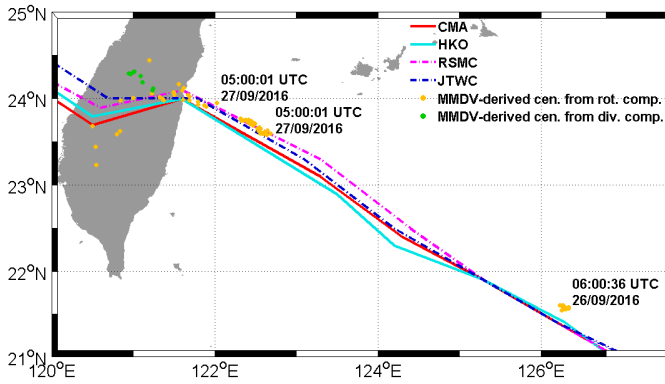 25°N
24°N
23°N
22°N
21°N
120°E
122°E
124°E
126°E
CMA
HKO
RSMC
JTWC
MMDV-derived cen. from rot. comp.
MMDV-derived cen. from div. comp.
05:00:01 UTC
27/09/2016
05:00:01 UTC
27/09/2016
06:00:36 UTC
26/09/2016